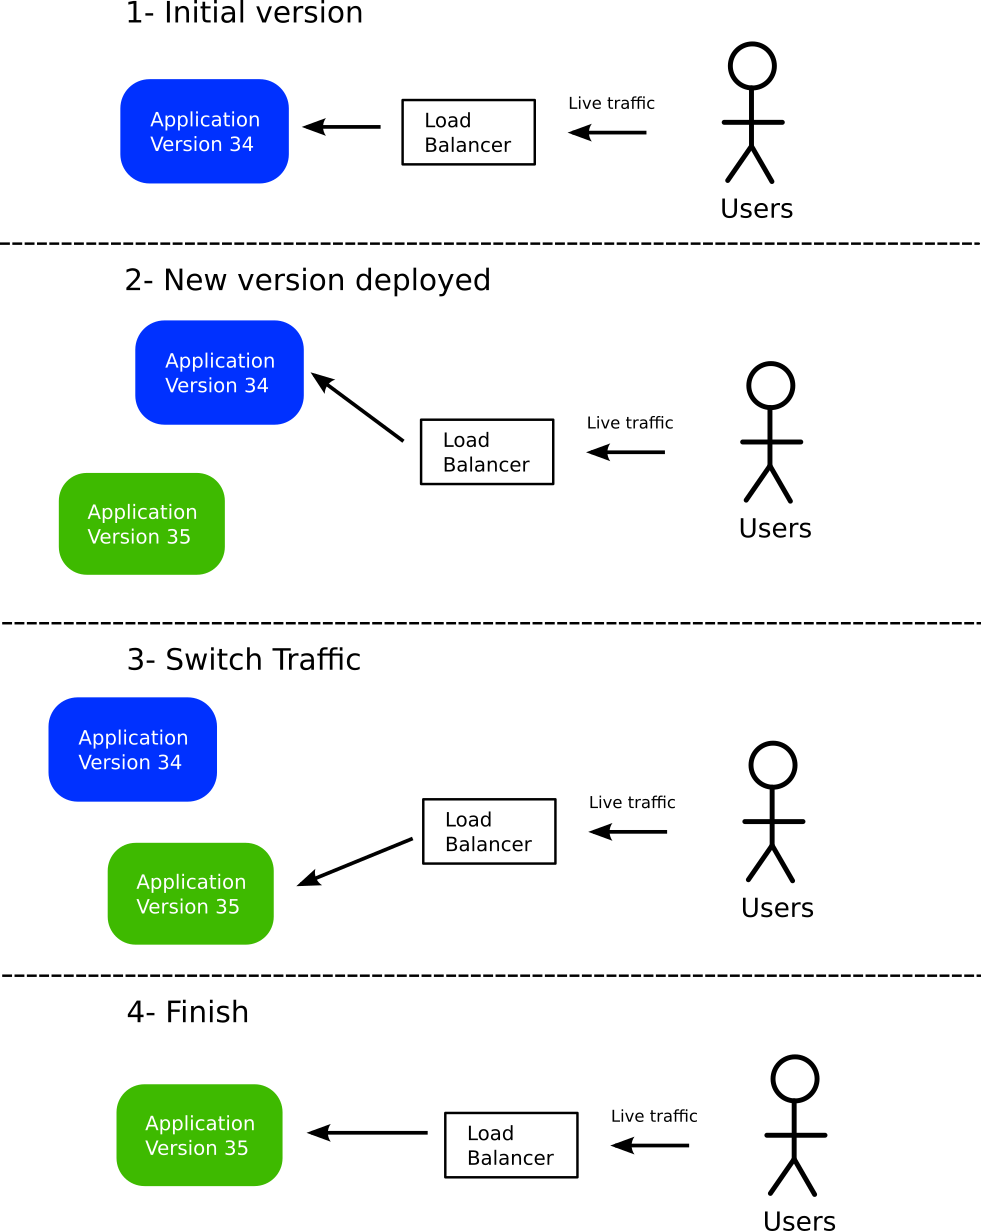 1- Initial version
Application
Version 34
Load
Balancer
Live traffic
Users
2- New version deployed
Application
Version 34
Application
Version 35
Load
Balancer
Live traffic
Users
3- Switch Traffic
Application
Version 34
Application
Version 35
Load
Balancer
Live traffic
Users
4- Finish
Application
Version 35
Load
Balancer
Live traffic
Users